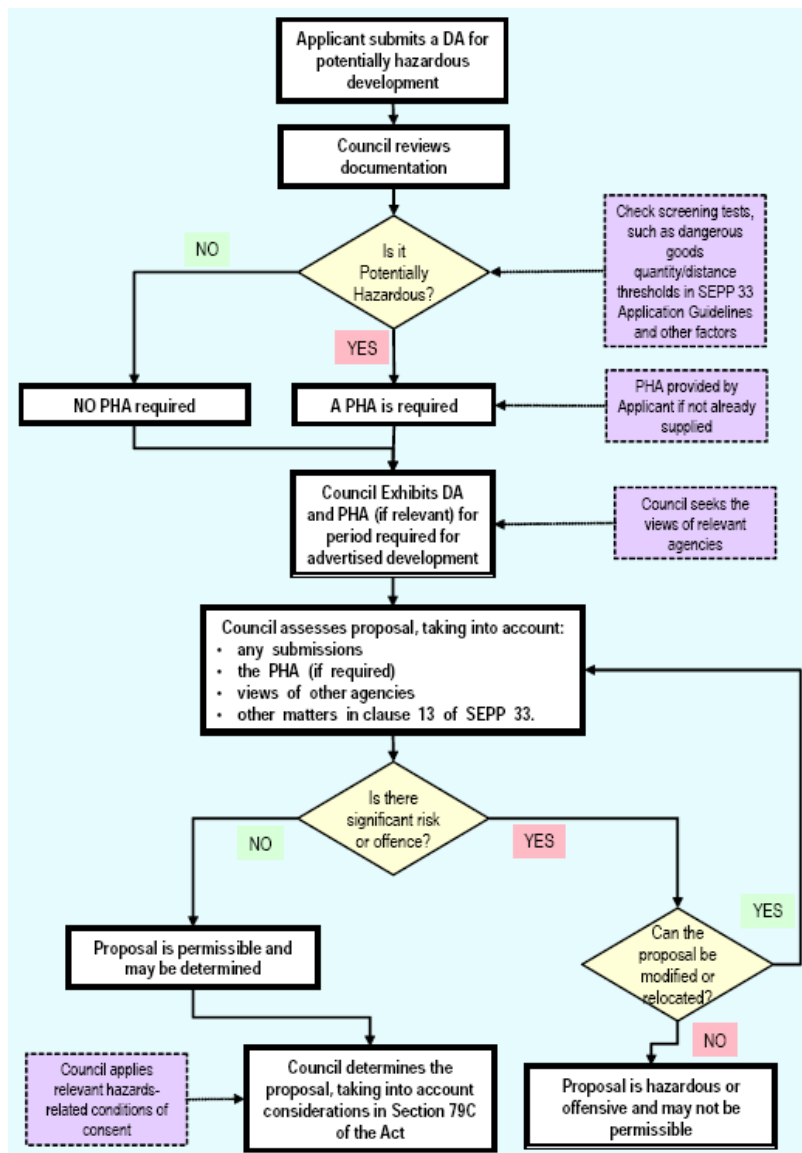 Applicant submits a DA for
potentially hazardous
development
Council reviews
documentation
Check screening tests,
such as dangerous
goods
quantity/distance
thresholds in SEPP 33
Application Guidelines
and other factors
NO
Is it
Potentially
Hazardous?
YES
NO PHA required
A PHA is required
PHA provided by
Applicant if not already
supplied
Council Exhibits DA
and PHA (if relevant) for
period required for
advertised development
Council seeks the
views of relevant
agencies
Council assesses proposal, taking into account:
• any submissions
• the PHA (if required)
• views of other agencies
• other matters in clause 13 of SEPP 33.
Is there
significant risk
or offence?
NO
YES
YES
Proposal is permissible and
may be determined
Can the
proposal be
modified or
relocated?
NO
Council applies
relevant hazards-
related conditions of
consent
Council determines the
proposal, taking into account
considerations in Section 79C
of the Act
Proposal is hazardous or
offensive and may not be
permissible